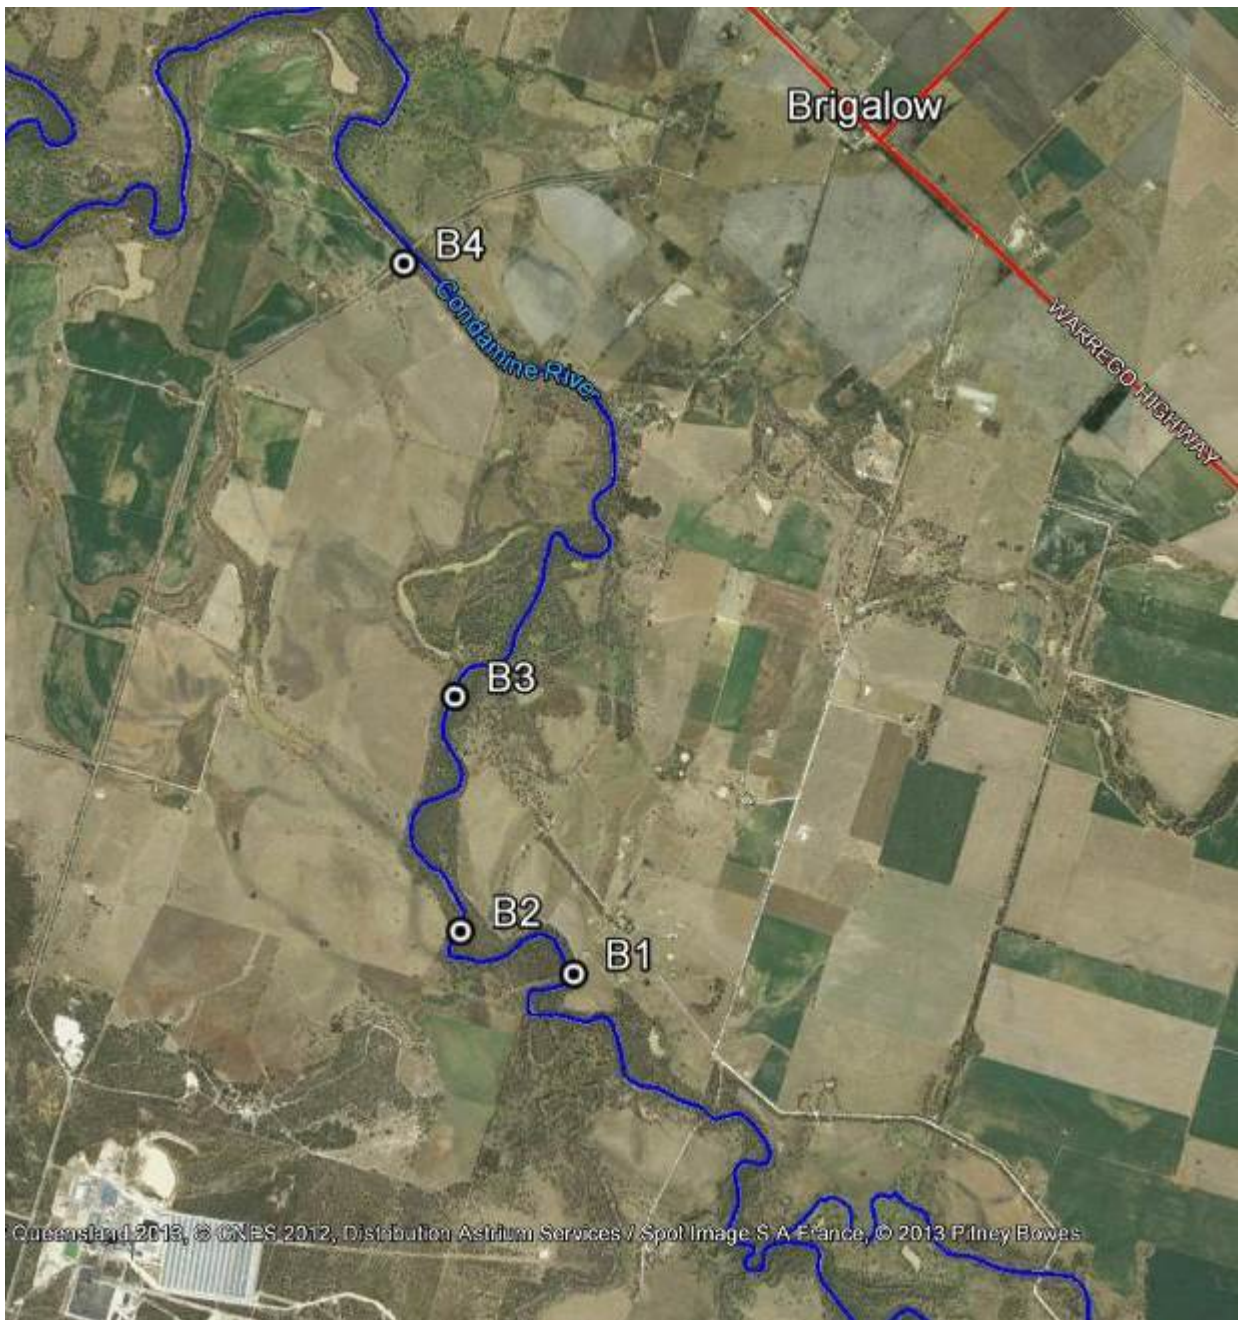 Brigalow
B4
Condamine River
WARREGO HIGHWAY
B3
B2
B1
Queensland 2013, © CNES 2012, Distribution Astrium Services / Spot Image S A France, © 2013 Pitney Bowes